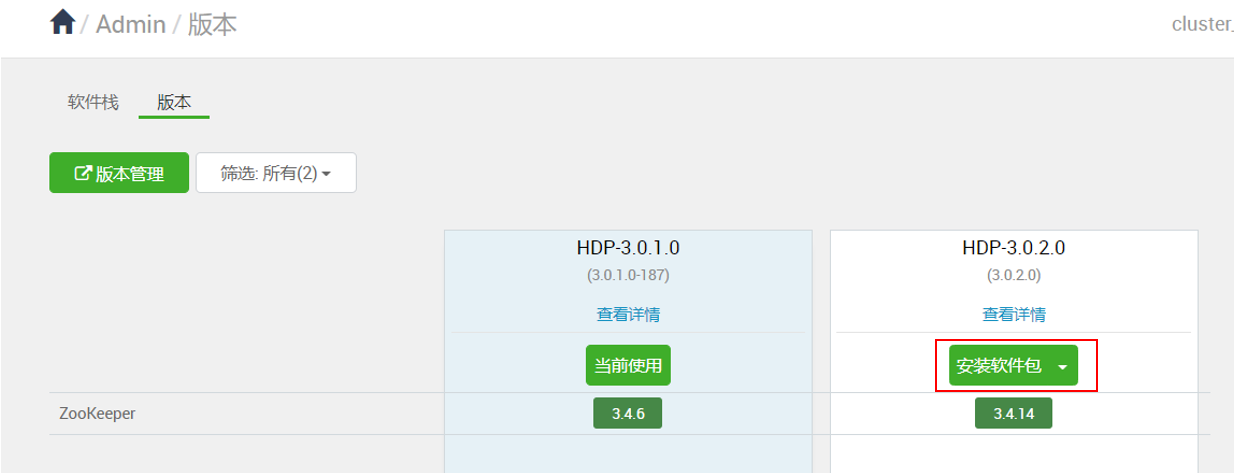 / Admin / 版本
cluster_
软件栈 版本
版本管理 筛选: 所有(2)
HDP-3.0.1.0 HDP-3.0.2.0
(3.0.1.0-187) (3.0.2.0)
查看详情 查看详情
当前使用 安装软件包
ZooKeeper 3.4.6 3.4.14